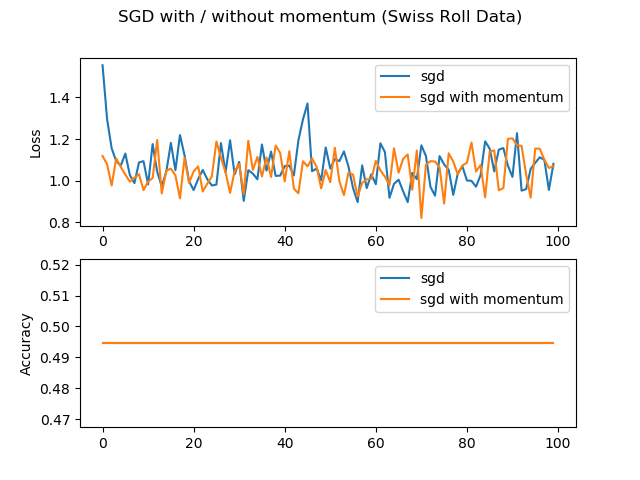 SGD with / without momentum (Swiss Roll Data)
sgd
sgd with momentum
Loss
1.4
1.2
1.0
0.8
0 20 40 60 80 100
sgd
sgd with momentum
Accuracy
0.52
0.51
0.50
0.49
0.48
0.47
0 20 40 60 80 100